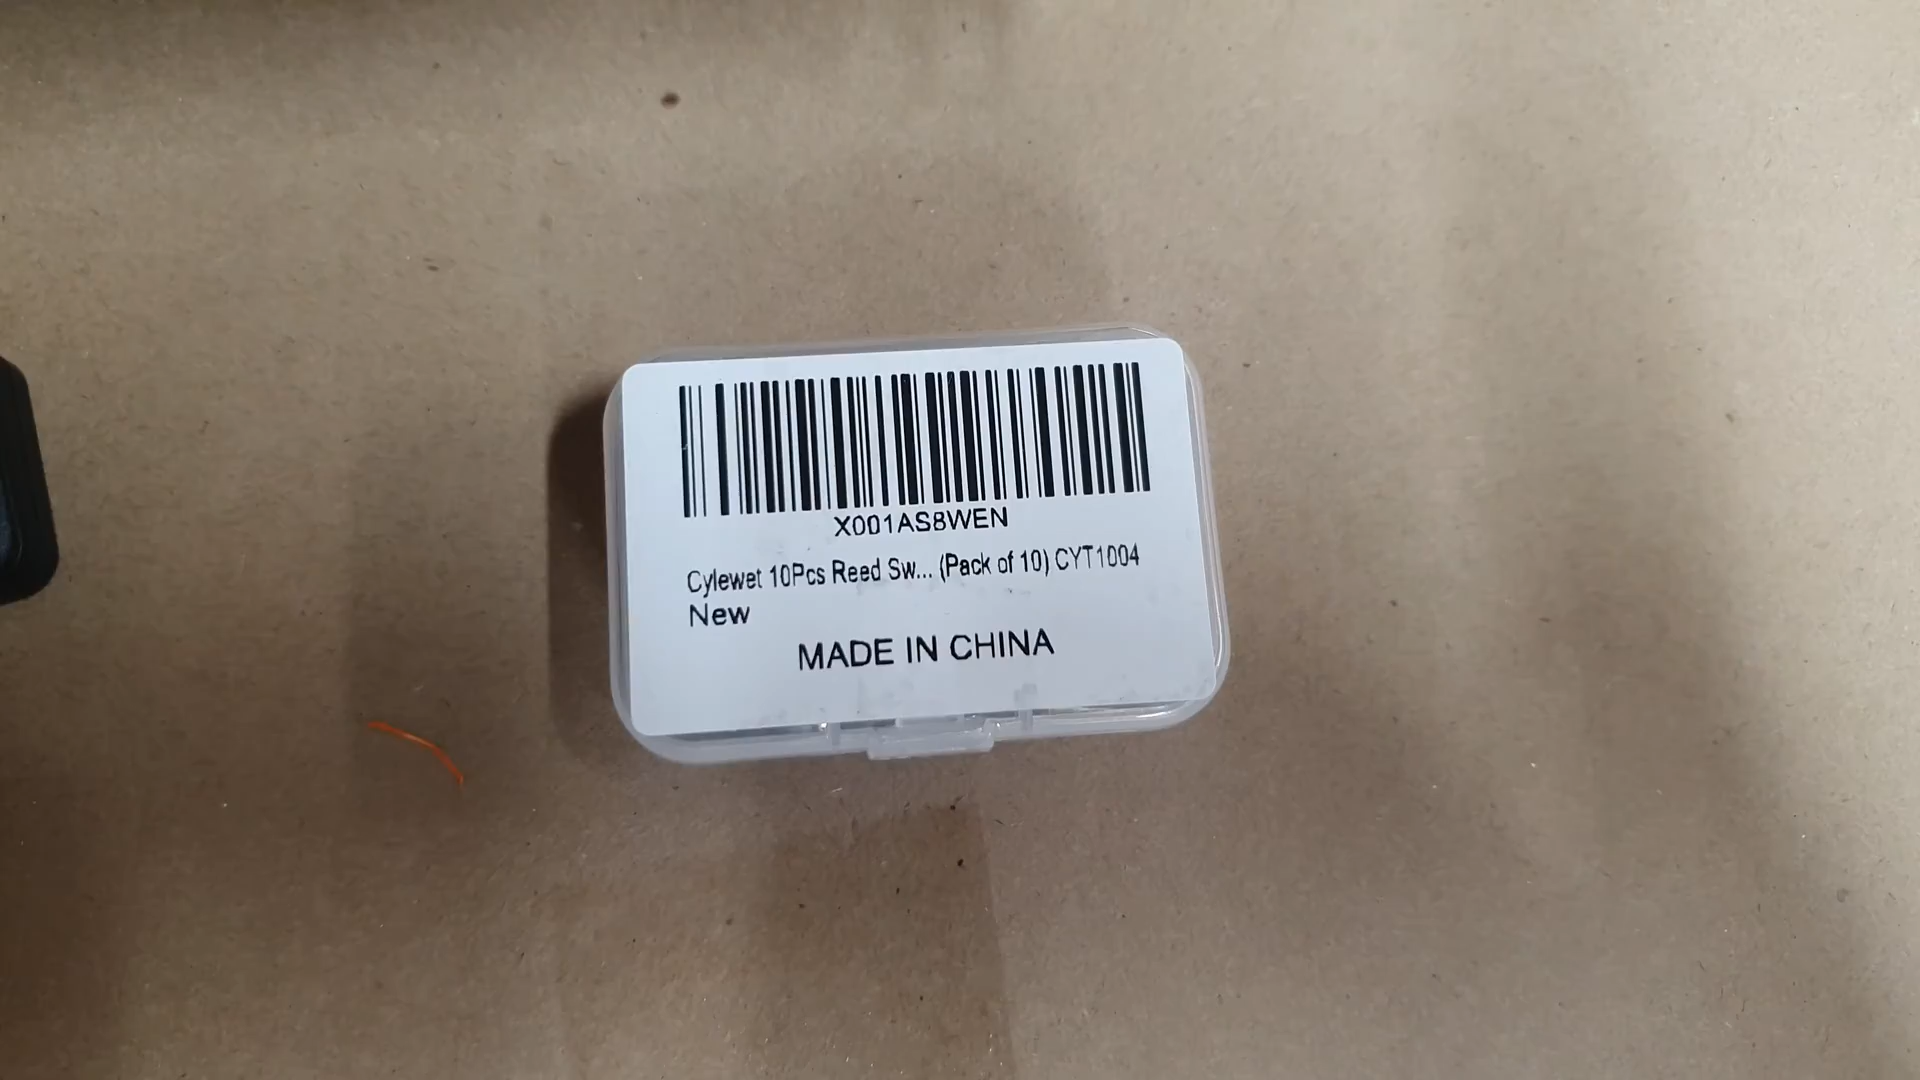 X001AS8WEN
Cylewet 10Pcs Reed Sw... (Pack of 10) CYT1004
New
MADE IN CHINA